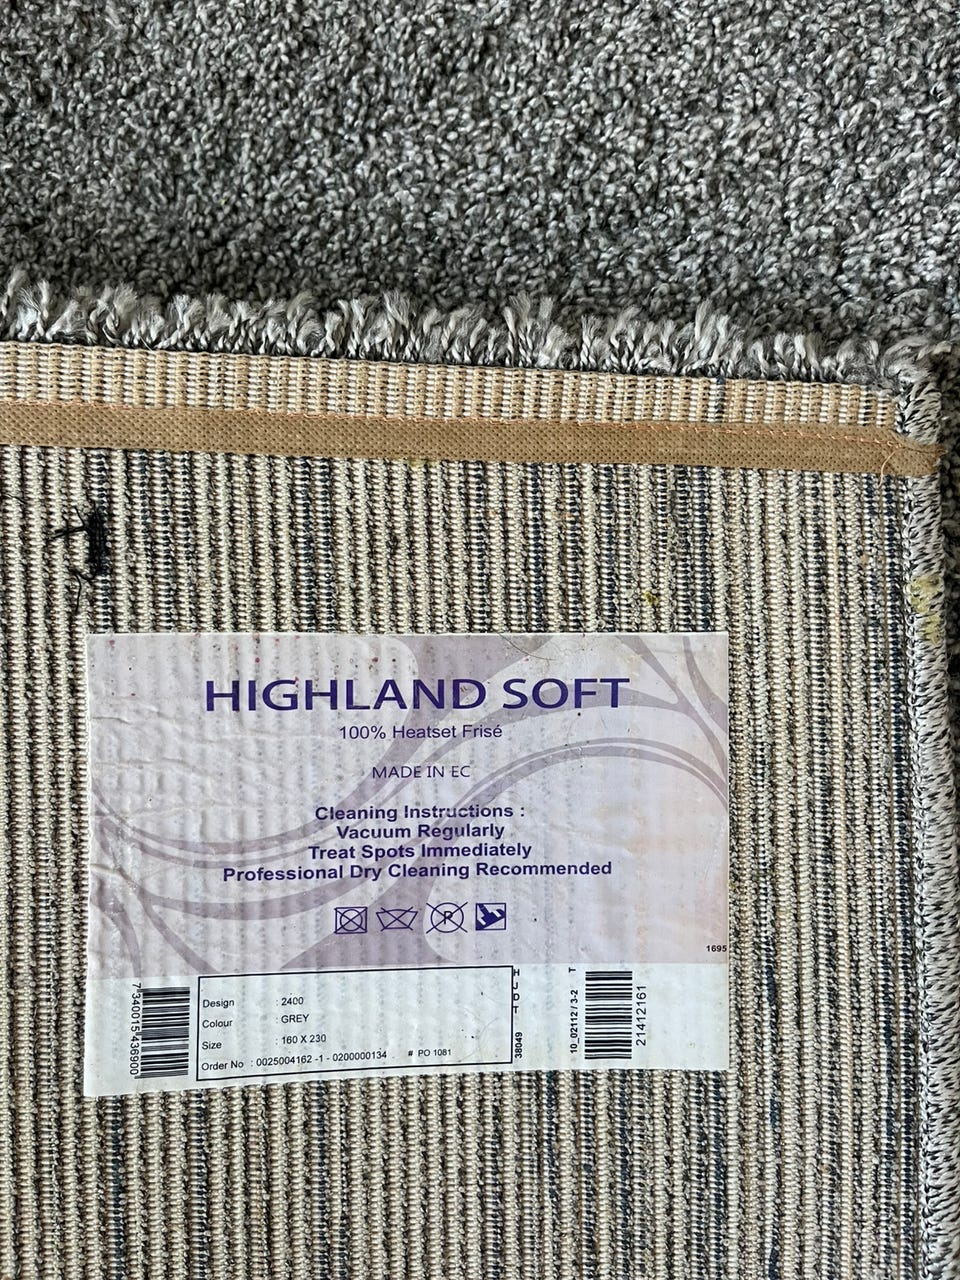 HIGHLAND SOFT
100% Heatset Frisé
MADE IN EC
Cleaning Instructions :
Vacuum Regularly
Treat Spots Immediately
Professional Dry Cleaning Recommended
P
1695
7340015436900
Design : 2400
Colour : GREY
Size : 160 X 230
Order No : 0025004162 -1 - 0200000134 # PO 1081
HJDT
38049
10_02112 / 3-2 T
21412161